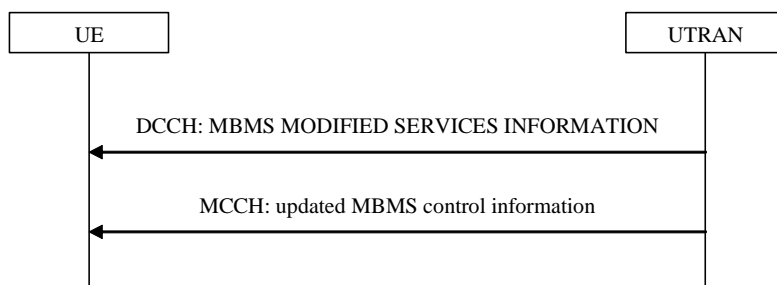 UE
UTRAN
DCCH: MBMS MODIFIED SERVICES INFORMATION
MCCH: updated MBMS control information